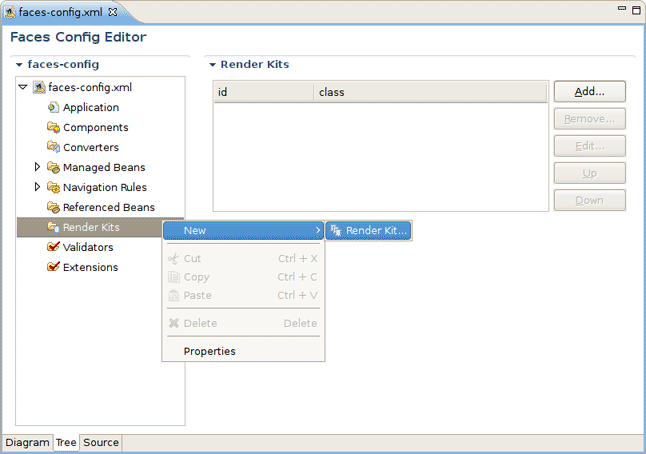 faces-config.xml
Faces Config Editor
faces-config
faces-config.xml
Application
Components
Converters
Managed Beans
Navigation Rules
Referenced Beans
Render Kits
Validators
Extensions
Render Kits
id class
Add...
Remove...
Edit...
Up
Down
New
Render Kit...
Cut Ctrl + X
Copy Ctrl + C
Paste Ctrl + V
Delete Delete
Properties
Diagram Tree Source